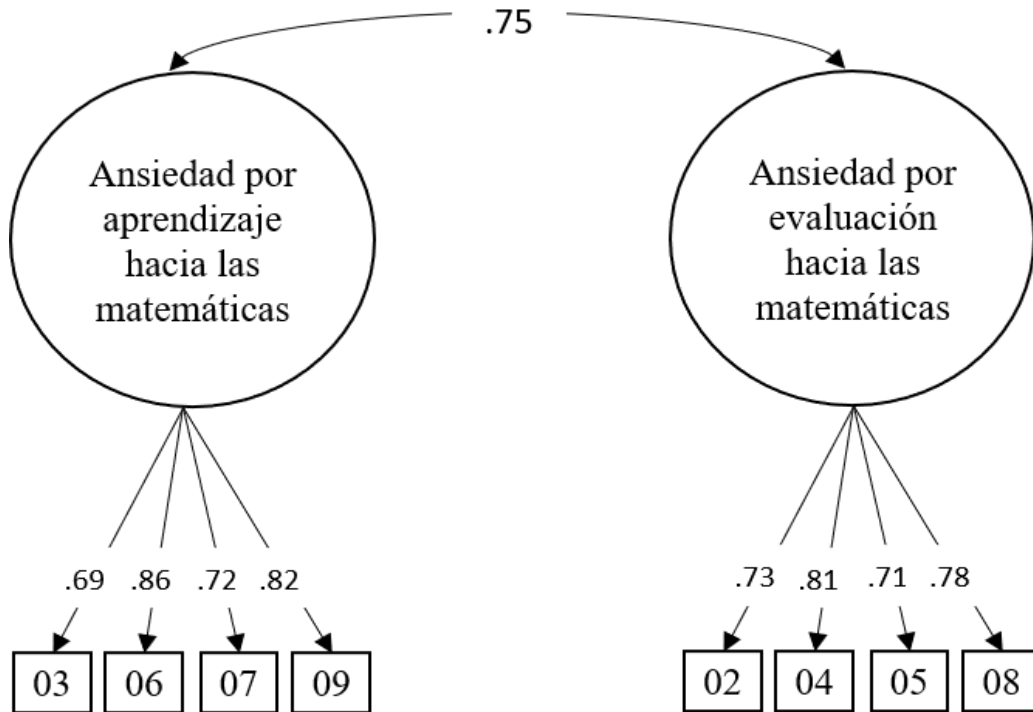 .75
Ansiedad por
aprendizaje
hacia las
matemáticas
Ansiedad por
evaluación
hacia las
matemáticas
.69 .86 .72 .82
.73 .81 .71 .78
03 06 07 09
02 04 05 08